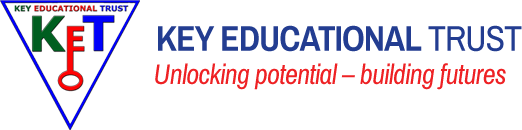 KEY EDUCATIONAL TRUST
KET
KEY EDUCATIONAL TRUST
Unlocking potential – building futures